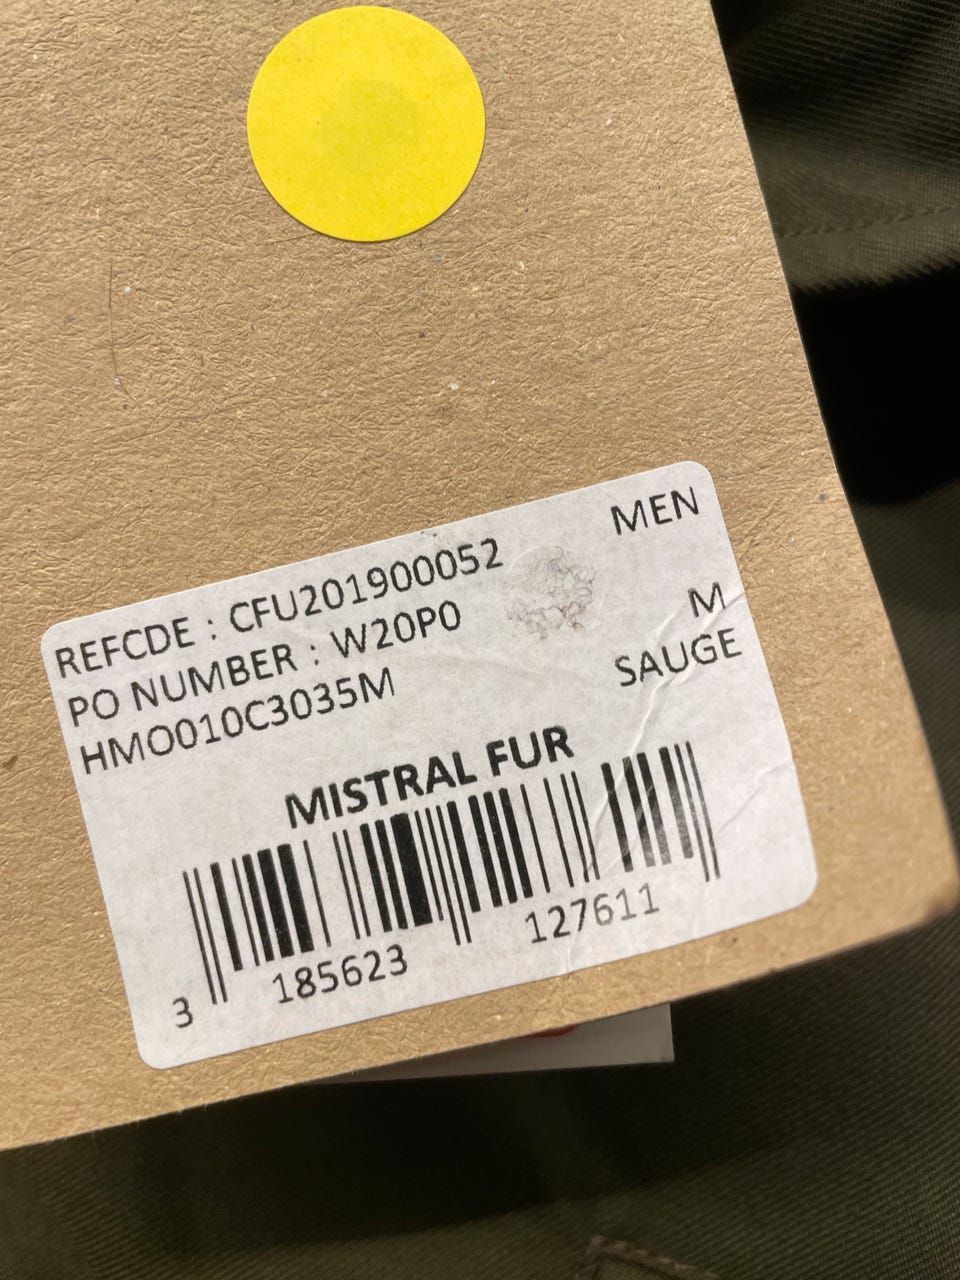 MEN
REFCDE : CFU201900052
M
PO NUMBER : W20P0
SAUGE
HMO010C3035M
MISTRAL FUR
3 185623 127611